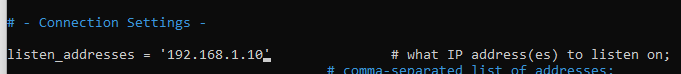 # - Connection Settings -
listen_addresses = '192.168.1.10'          # what IP address(es) to listen on;
# comma-separated list of addresses;